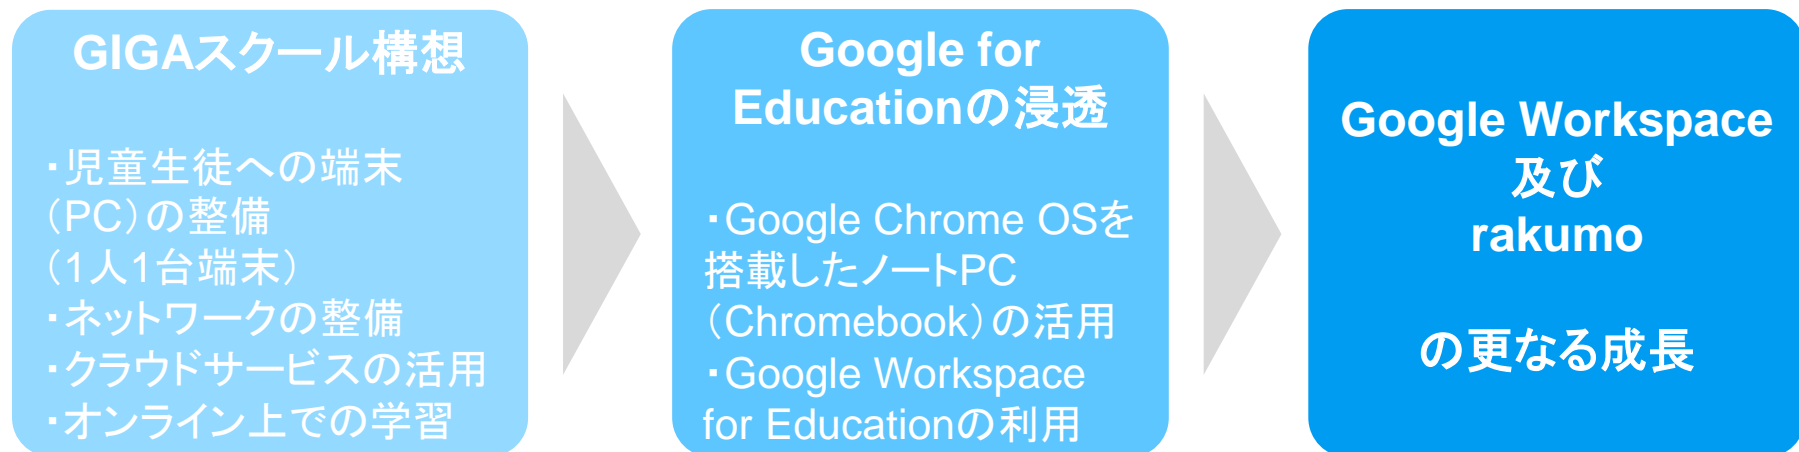 GIGAスクール構想
・児童生徒への端末
（PC）の整備
（1人1台端末）
・ネットワークの整備
・クラウドサービスの活用
・オンライン上での学習
Google for
Educationの浸透
・Google Chrome OSを
搭載したノートPC
（Chromebook）の活用
・Google Workspace
for Educationの利用
Google Workspace
及び
rakumo
の更なる成長